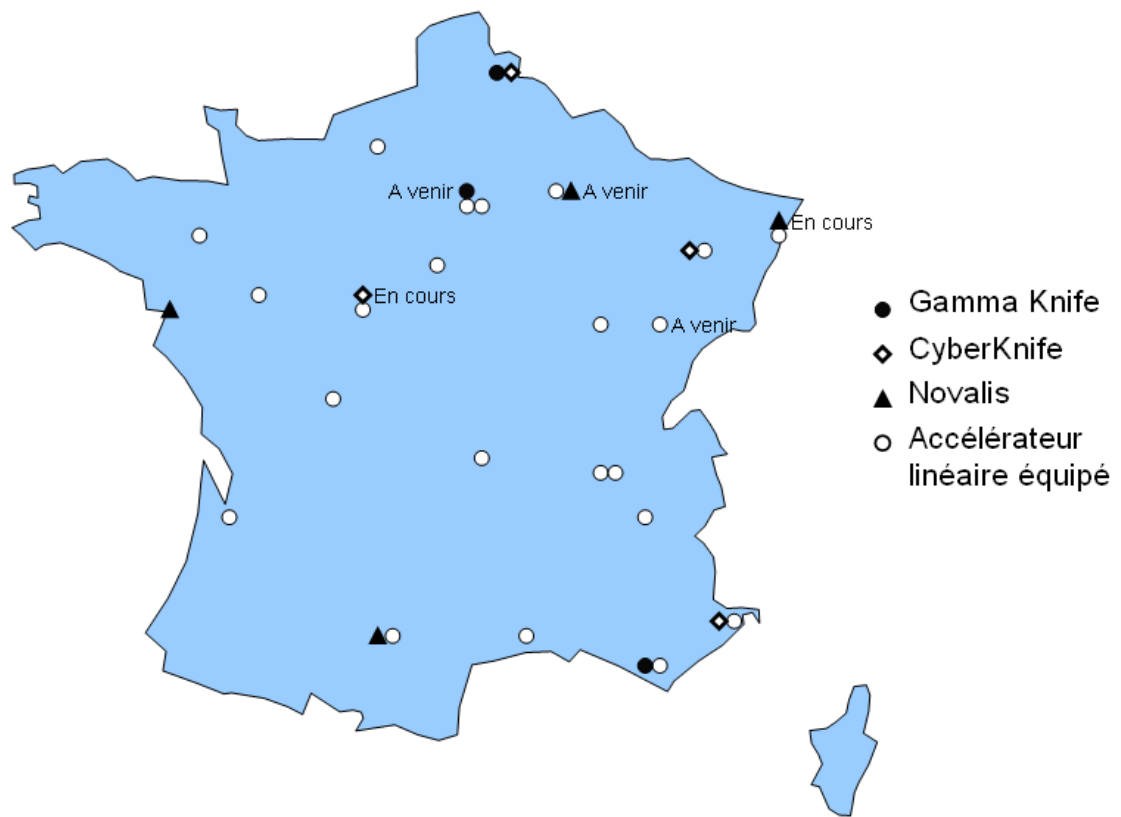 A venir
A venir
En cours
En cours
A venir
Gamma Knife
CyberKnife
Novalis
Accélérateur
linéaire équipé